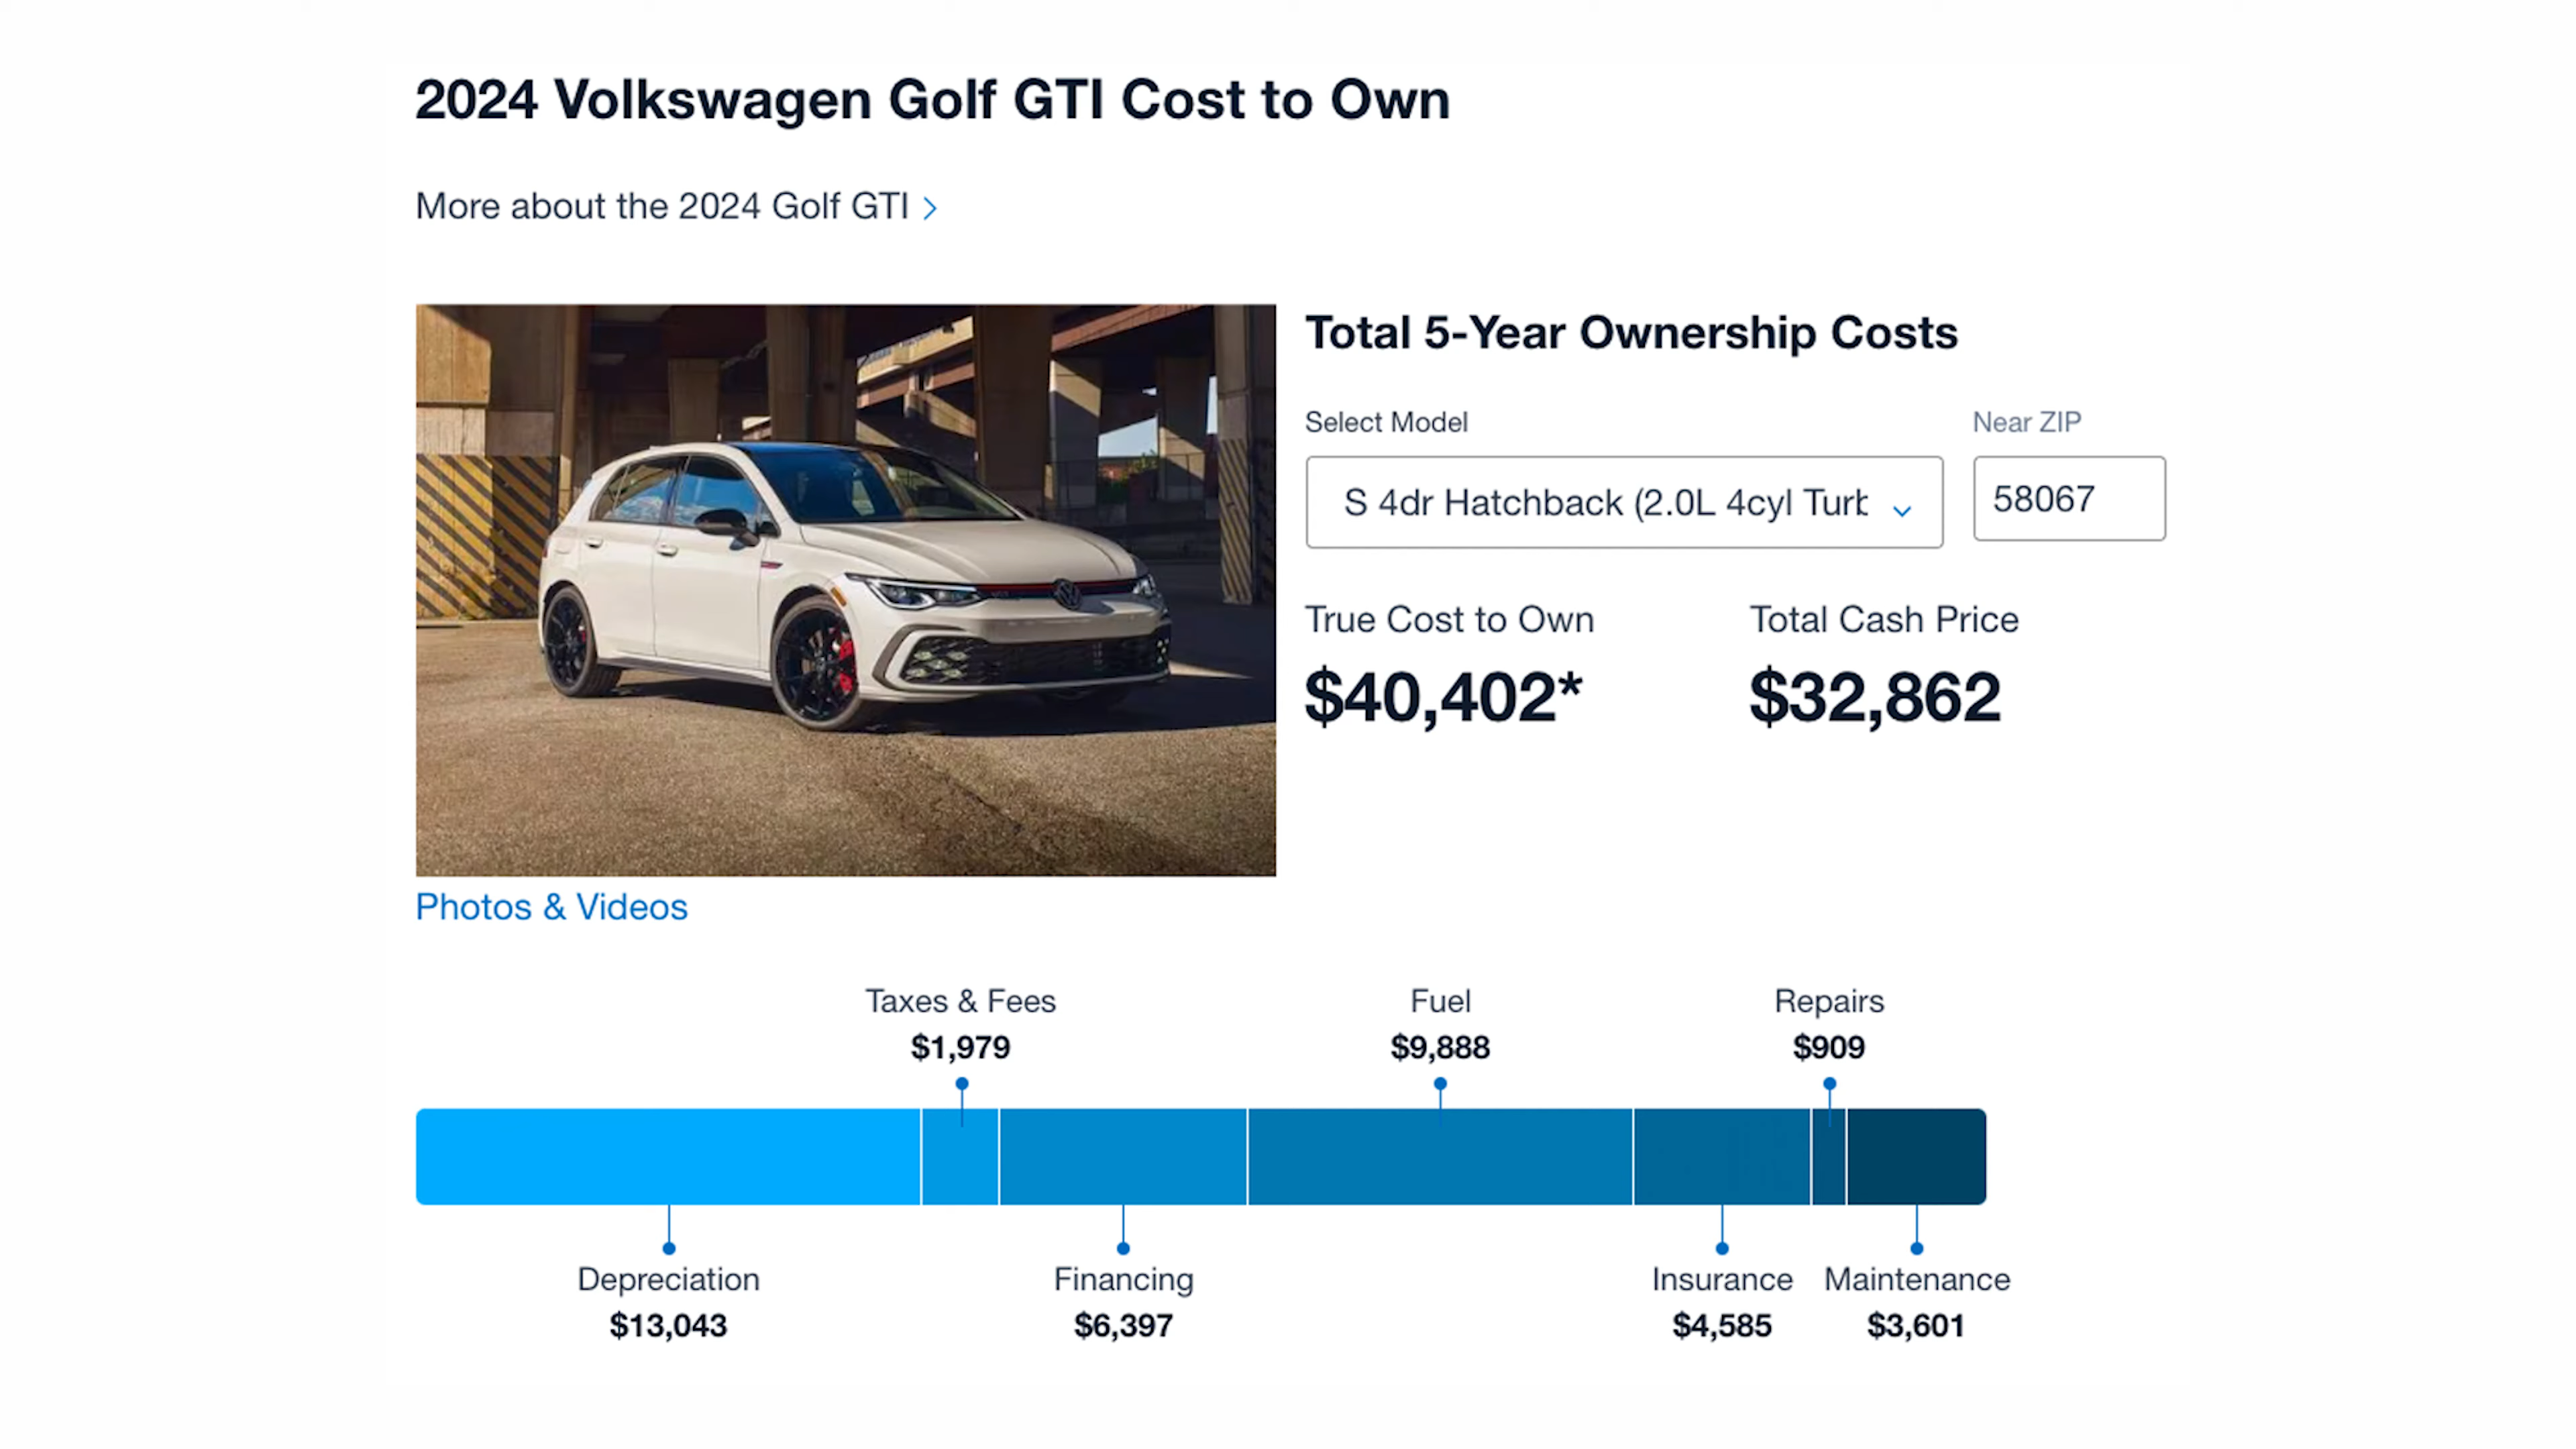 2024 Volkswagen Golf GTI Cost to Own
More about the 2024 Golf GTI
Total 5-Year Ownership Costs
Select Model
Near ZIP
S 4dr Hatchback (2.0L 4cyl Turb
58067
True Cost to Own
Total Cash Price
$40,402*
$32,862
Photos & Videos
Taxes & Fees
$1,979
Fuel
$9,888
Repairs
$909
Depreciation
$13,043
Financing
$6,397
Insurance
$4,585
Maintenance
$3,601